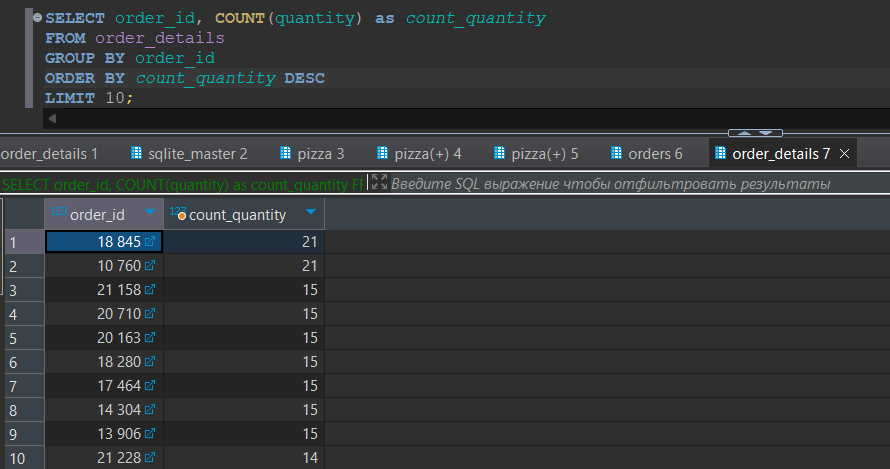 SELECT order_id, COUNT(quantity) as count_quantity
FROM order_details
GROUP BY order_id
ORDER BY count_quantity DESC
LIMIT 10;
order_details 1 sqlite_master 2 pizza 3 pizza(+) 4 pizza(+) 5 orders 6 order_details 7
SELECT order_id, COUNT(quantity) as count_quantity FR Введите SQL выражение чтобы отфильтровать результаты
123 order_id 123 count_quantity
1 18 845 21
2 10 760 21
3 21 158 15
4 20 710 15
5 20 163 15
6 18 280 15
7 17 464 15
8 14 304 15
9 13 906 15
10 21 228 14